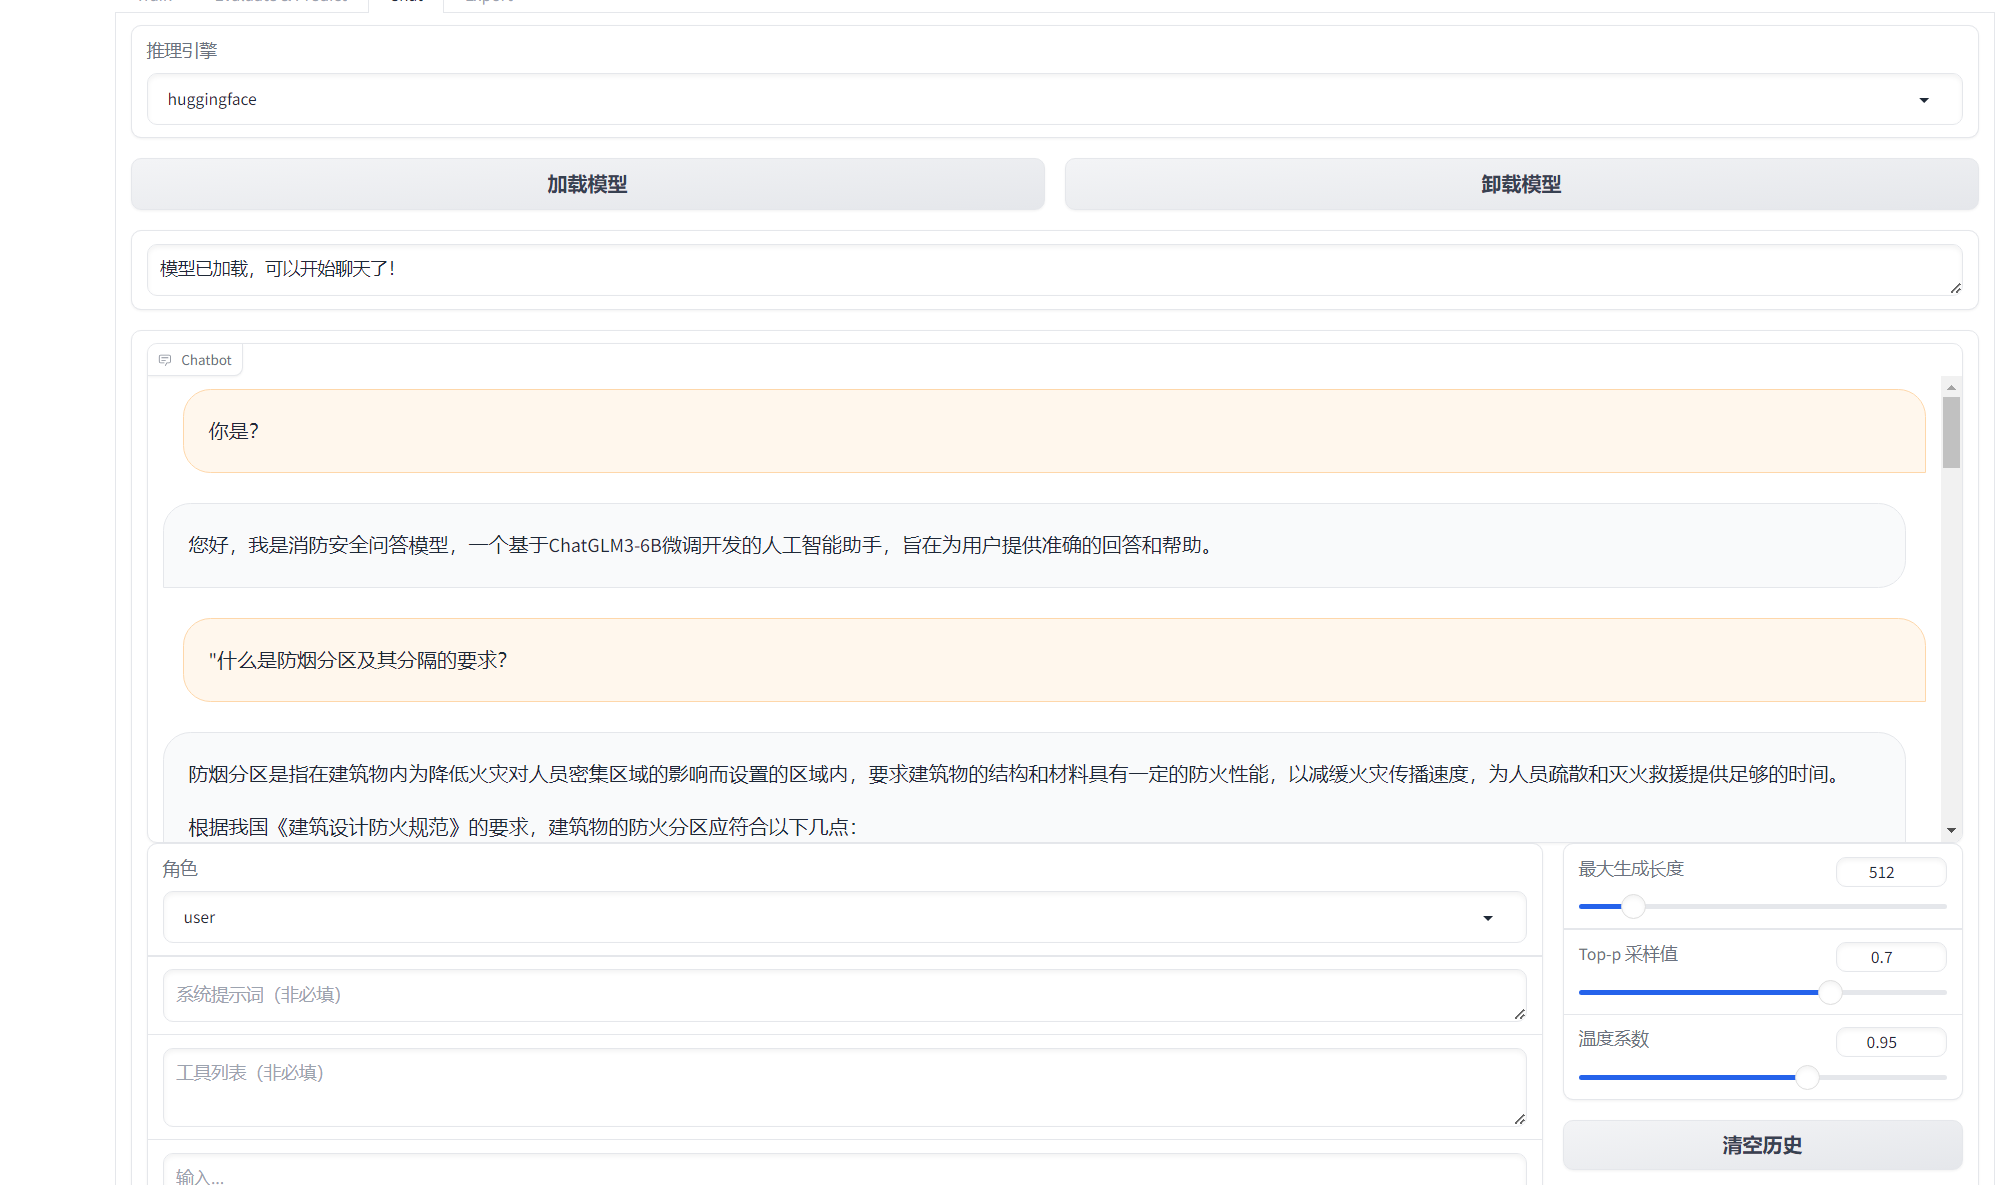 Chat
推理引擎
huggingface
加载模型
卸载模型
模型已加载，可以开始聊天了！
Chatbot
你是？
您好，我是消防安全问答模型，一个基于ChatGLM3-6B微调开发的人工智能助手，旨在为用户提供准确的回答和帮助。
"什么是防烟分区及其分隔的要求？
防烟分区是指在建筑物内为降低火灾对人员密集区域的影响而设置的区域内，要求建筑物的结构和材料具有一定的防火性能，以减缓火灾传播速度，为人员疏散和灭火救援提供足够的时间。
根据我国《建筑设计防火规范》的要求，建筑物的防火分区应符合以下几点：
角色
user
系统提示词（非必填）
工具列表（非必填）
输入...
最大生成长度
512
Top-p 采样值
0.7
温度系数
0.95
清空历史